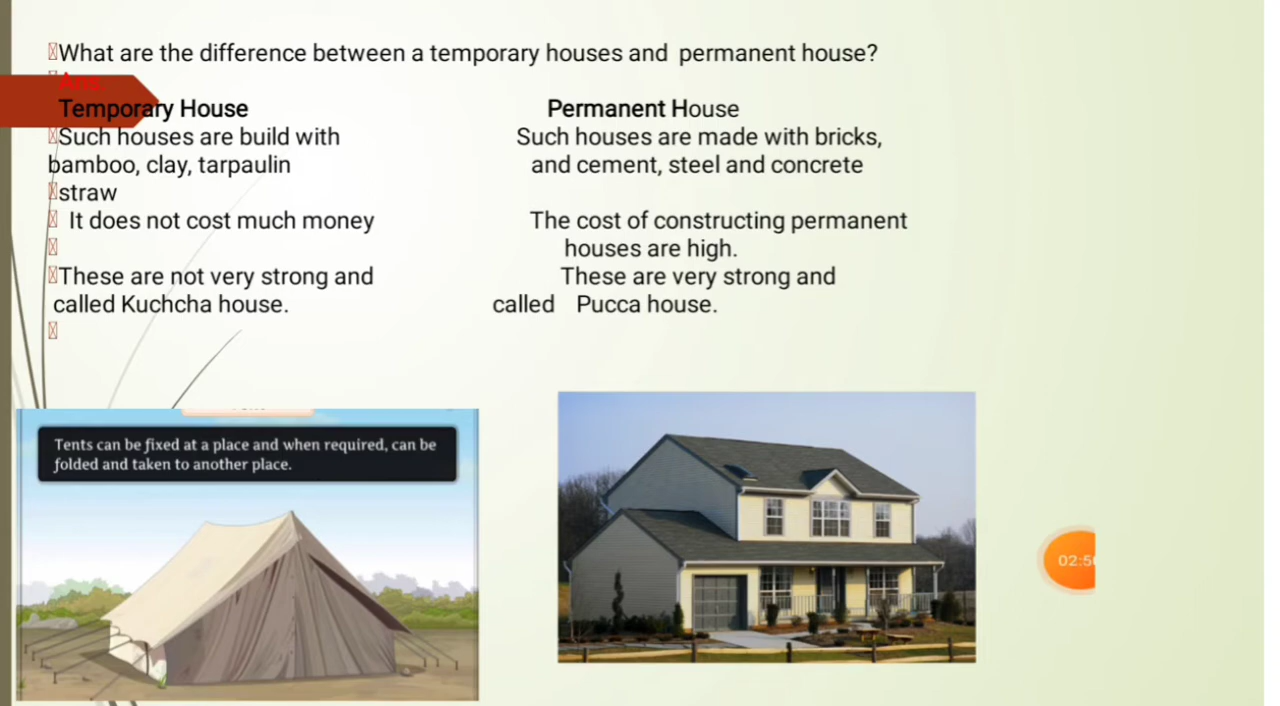 What are the difference between a temporary houses and permanent house?
Ans:
Temporary House Permanent House
Such houses are build with Such houses are made with bricks,
bamboo, clay, tarpaulin and cement, steel and concrete
straw
It does not cost much money The cost of constructing permanent
houses are high.
These are not very strong and These are very strong and
called Kuchcha house. called Pucca house.
Tents can be fixed at a place and when required, can be
folded and taken to another place.